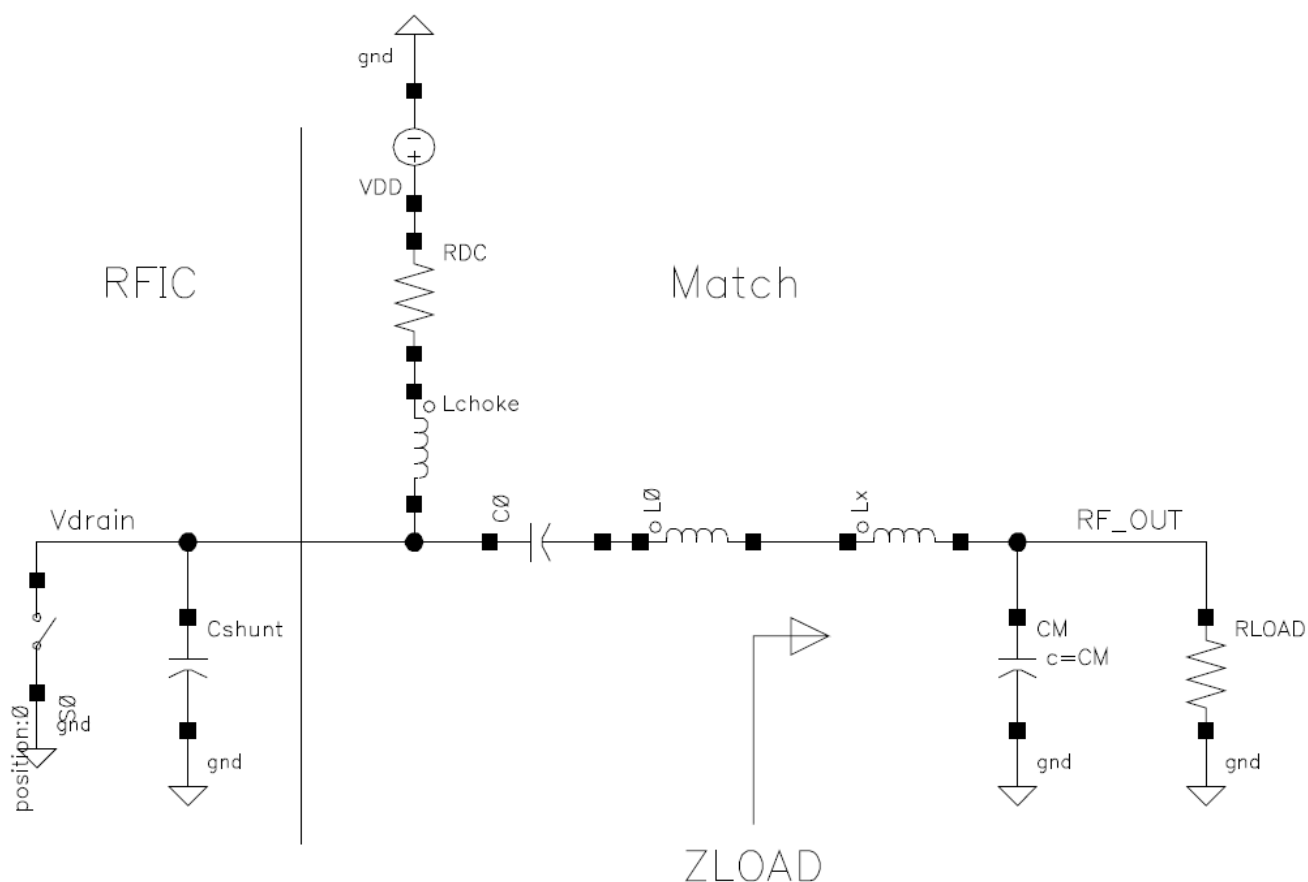 gnd
+-
VDD
RDC
RFIC
Match
Lchoke
Vdrain
C0
L0
Lx
RF_OUT
Cshunt
CM
c=CM
RLOAD
position:0
S0
gnd
gnd
gnd
gnd
ZLOAD